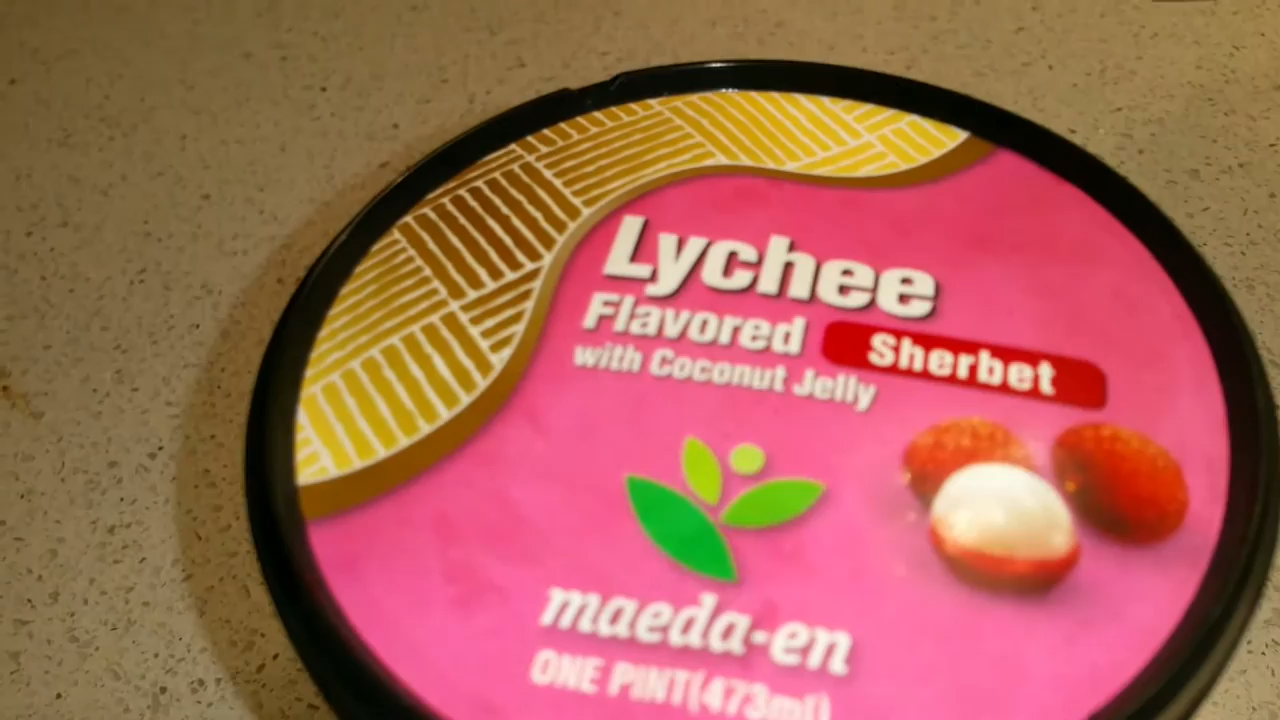 Lychee
Flavored Sherbet
with Coconut Jelly
maeda-en
ONE PINT(473ml)